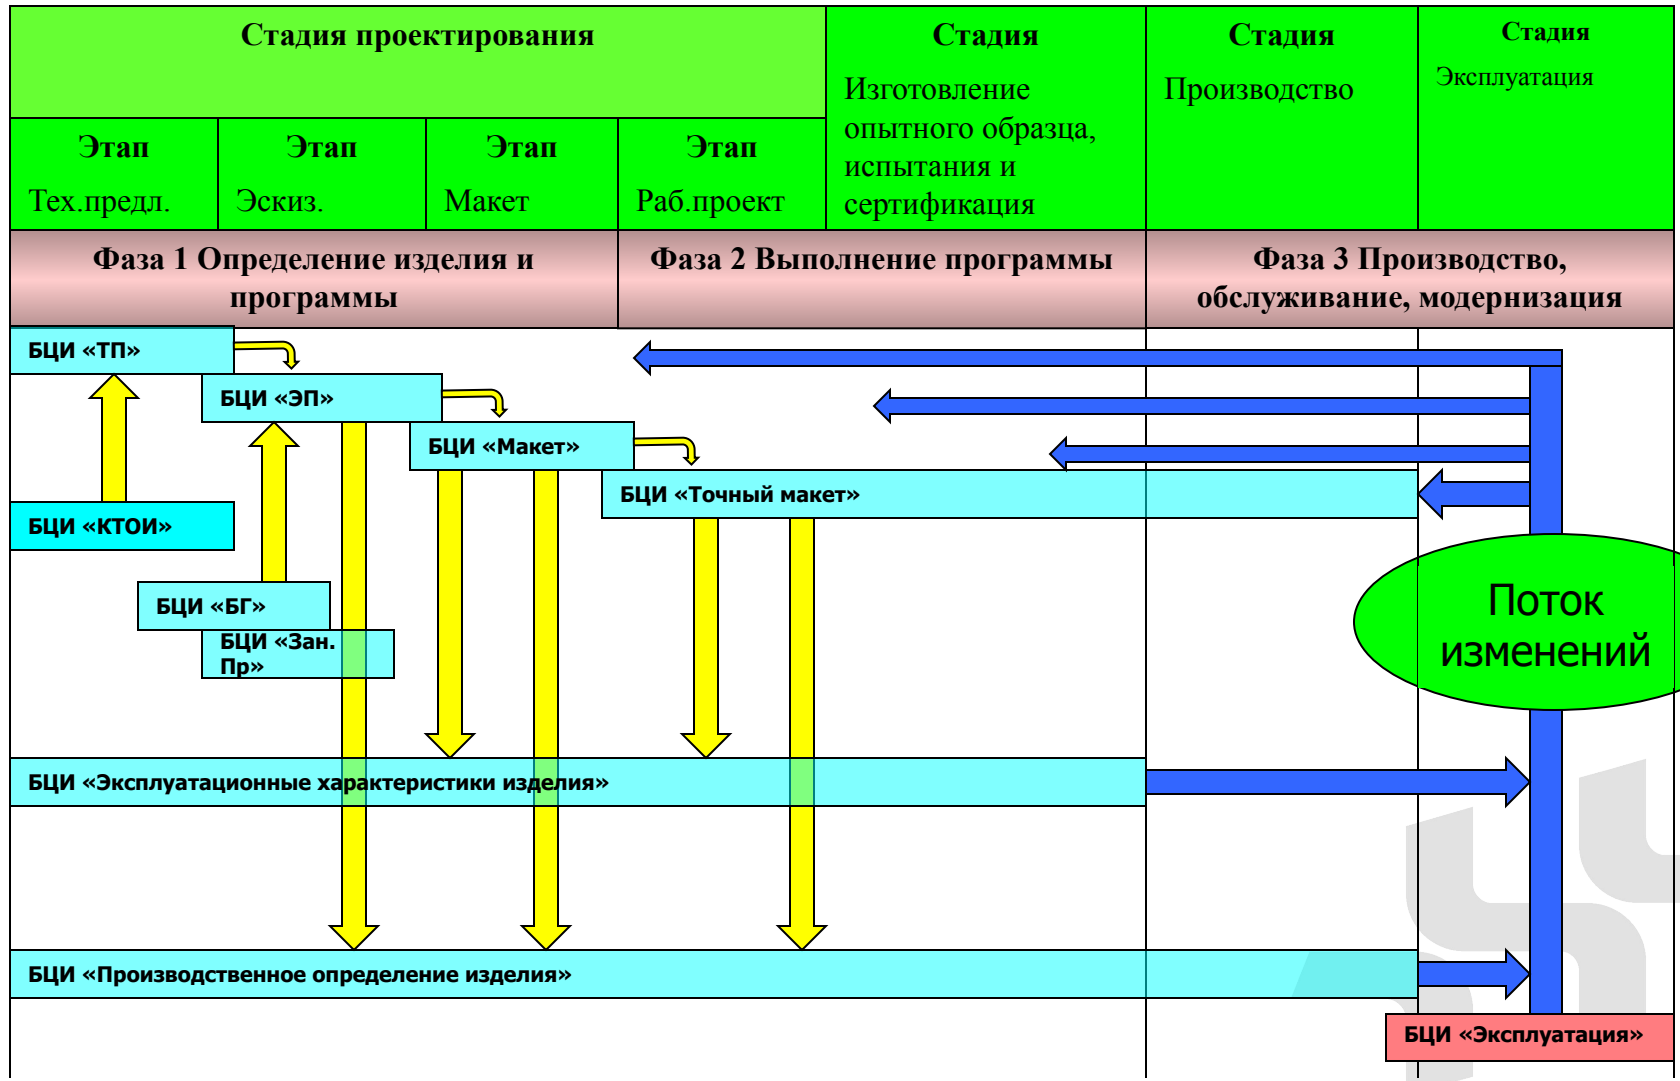 Стадия проектирования
Стадия
Изготовление
опытного образца,
испытания и
сертификация
Стадия
Производство
Стадия
Эксплуатация
Этап
Тех.предл.
Этап
Эскиз.
Этап
Макет
Этап
Раб.проект
Фаза 1 Определение изделия и
программы
Фаза 2 Выполнение программы
Фаза 3 Производство,
обслуживание, модернизация
БЦИ «ТП»
БЦИ «ЭП»
БЦИ «Макет»
БЦИ «Точный макет»
БЦИ «КТОИ»
БЦИ «БГ»
БЦИ «Зан.
Пр»
Поток
изменений
БЦИ «Эксплуатационные характеристики изделия»
БЦИ «Производственное определение изделия»
БЦИ «Эксплуатация»